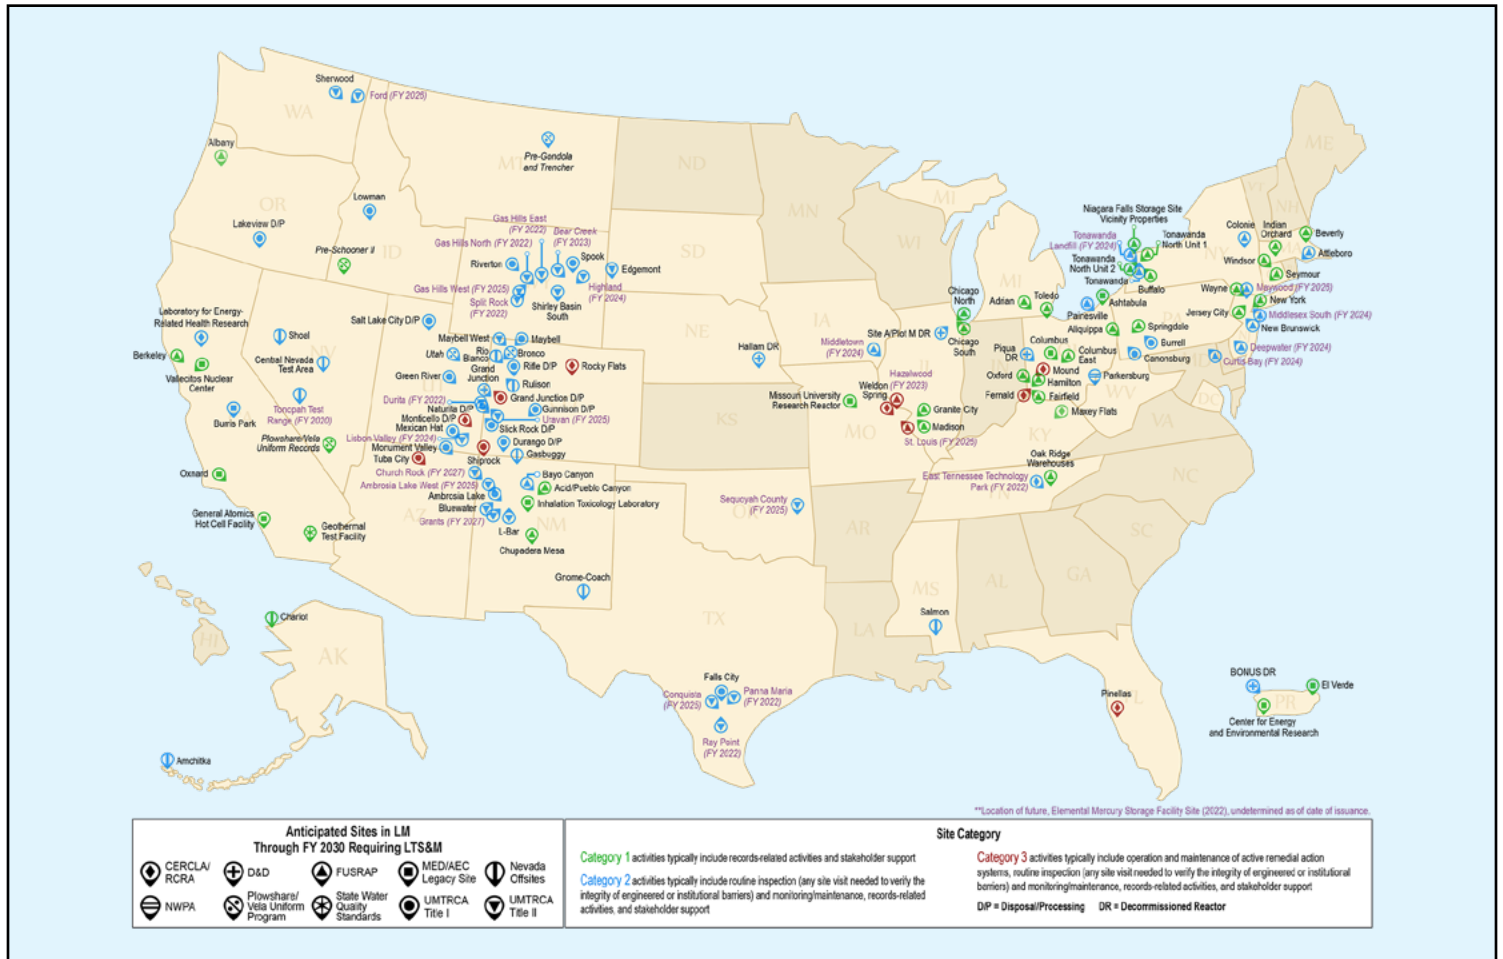 Sherwood
Ford (FY 2025)
WA
Albany
Pre-Gondola
and Trencher
MT
ND
MN
ME
OR
Lowman
Lakeview D/P
ID
Pre-Schooner II
Gas Hills East
(FY 2022)
Bear Creek
(FY 2023)
Gas Hills North (FY 2022)
Riverton
Spook
Edgemont
Gas Hills West (FY 2025)
Highland
(FY 2024)
Split Rock
(FY 2022)
Shirley Basin
South
SD
WI
MI
MI
Niagara Falls Storage Site
Vicinity Properties
Tonawanda
Landfill (FY 2024)
Tonawanda
North Unit 1
Tonawanda
North Unit 2
Tonawanda
Buffalo
VT
NH
NY
MA
Colonie
Indian
Orchard
Beverly
Attleboro
Windsor
Seymour
Wayne
Maywood (FY 2025)
New York
Jersey City
Middlesex South (FY 2024)
New Brunswick
Deepwater (FY 2024)
Curtis Bay (FY 2024)
Laboratory for Energy-
Related Health Research
Salt Lake City D/P
Shoal
Berkeley
Vallecitos Nuclear
Center
Central Nevada
Test Area
NV
Tonopah Test
Range (FY 2020)
Burris Park
CA
Plowshare/Vela
Uniform Records
Oxnard
General Atomics
Hot Cell Facility
Geothermal
Test Facility
Maybell West
Maybell
Utah
Rio
Blanco
Bronco
Rifle D/P
Rocky Flats
Green River
UT
Grand
Junction
Rulison
Grand Junction D/P
Durita (FY 2022)
Naturita D/P
Gunnison D/P
Uravan (FY 2025)
Monticello D/P
Slick Rock D/P
Mexican Hat
Lisbon Valley (FY 2024)
Durango D/P
Monument Valley
Gasbuggy
Tuba City
Shiprock
Church Rock (FY 2027)
Bayo Canyon
Ambrosia Lake West (FY 2025)
Acid/Pueblo Canyon
Ambrosia Lake
Inhalation Toxicology Laboratory
Bluewater
Grants (FY 2027)
AZ
NM
L-Bar
Chupadera Mesa
Gnome-Coach
NE
Hallam DR
KS
IA
Middletown
(FY 2024)
Site A/Plot M DR
Chicago
North
Chicago
South
Adrian
Toledo
Painesville
Ashtabula
Aliquippa
Springdale
PA
Burrell
Canonsburg
Columbus
Columbus
East
Piqua
DR
IN
Oxford
Mound
Hamilton
Parkersburg
Fernald
Fairfield
WV
MD
DC
Maxey Flats
VA
KY
Missouri University
Research Reactor
Weldon
Spring
Hazelwood
(FY 2023)
Granite City
Madison
MO
St. Louis (FY 2025)
Oak Ridge
Warehouses
East Tennessee Technology
Park (FY 2022)
TN
NC
SC
Sequoyah County
(FY 2025)
OK
AR
MS
AL
GA
LA
Salmon
TX
Falls City
Conquista
(FY 2025)
Panna Maria
(FY 2022)
Ray Point
(FY 2022)
Pinellas
FL
Chariot
HI
AK
Amchitka
BONUS DR
El Verde
PR
Center for Energy
and Environmental Research
**Location of future, Elemental Mercury Storage Facility Site (2022), undetermined as of date of issuance.
Anticipated Sites in LM
Through FY 2030 Requiring LTS&M
CERCLA/
RCRA
D&D
FUSRAP
MED/AEC
Legacy Site
Nevada
Offsites
NWPA
Plowshare/
Vela Uniform
Program
State Water
Quality
Standards
UMTRCA
Title I
UMTRCA
Title II
Site Category
Category 1 activities typically include records-related activities and stakeholder support
Category 2 activities typically include routine inspection (any site visit needed to verify the
integrity of engineered or institutional barriers) and monitoring/maintenance, records-related
activities, and stakeholder support
Category 3 activities typically include operation and maintenance of active remedial action
systems, routine inspection (any site visit needed to verify the integrity of engineered or institutional
barriers) and monitoring/maintenance, records-related activities, and stakeholder support
D/P = Disposal/Processing DR = Decommissioned Reactor